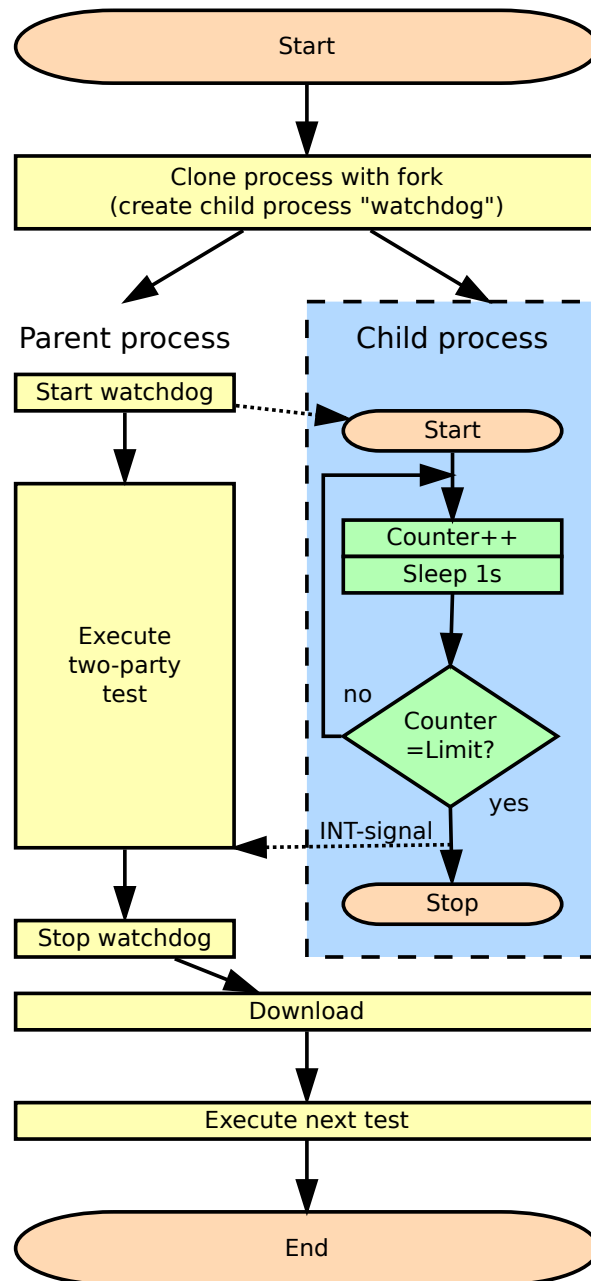 Start
Clone process with fork
(create child process "watchdog")
Parent process
Child process
Start watchdog
Start
Counter++
Sleep 1s
Execute
two-party
test
no
Counter
=Limit?
yes
INT-signal
Stop
Stop watchdog
Download
Execute next test
End